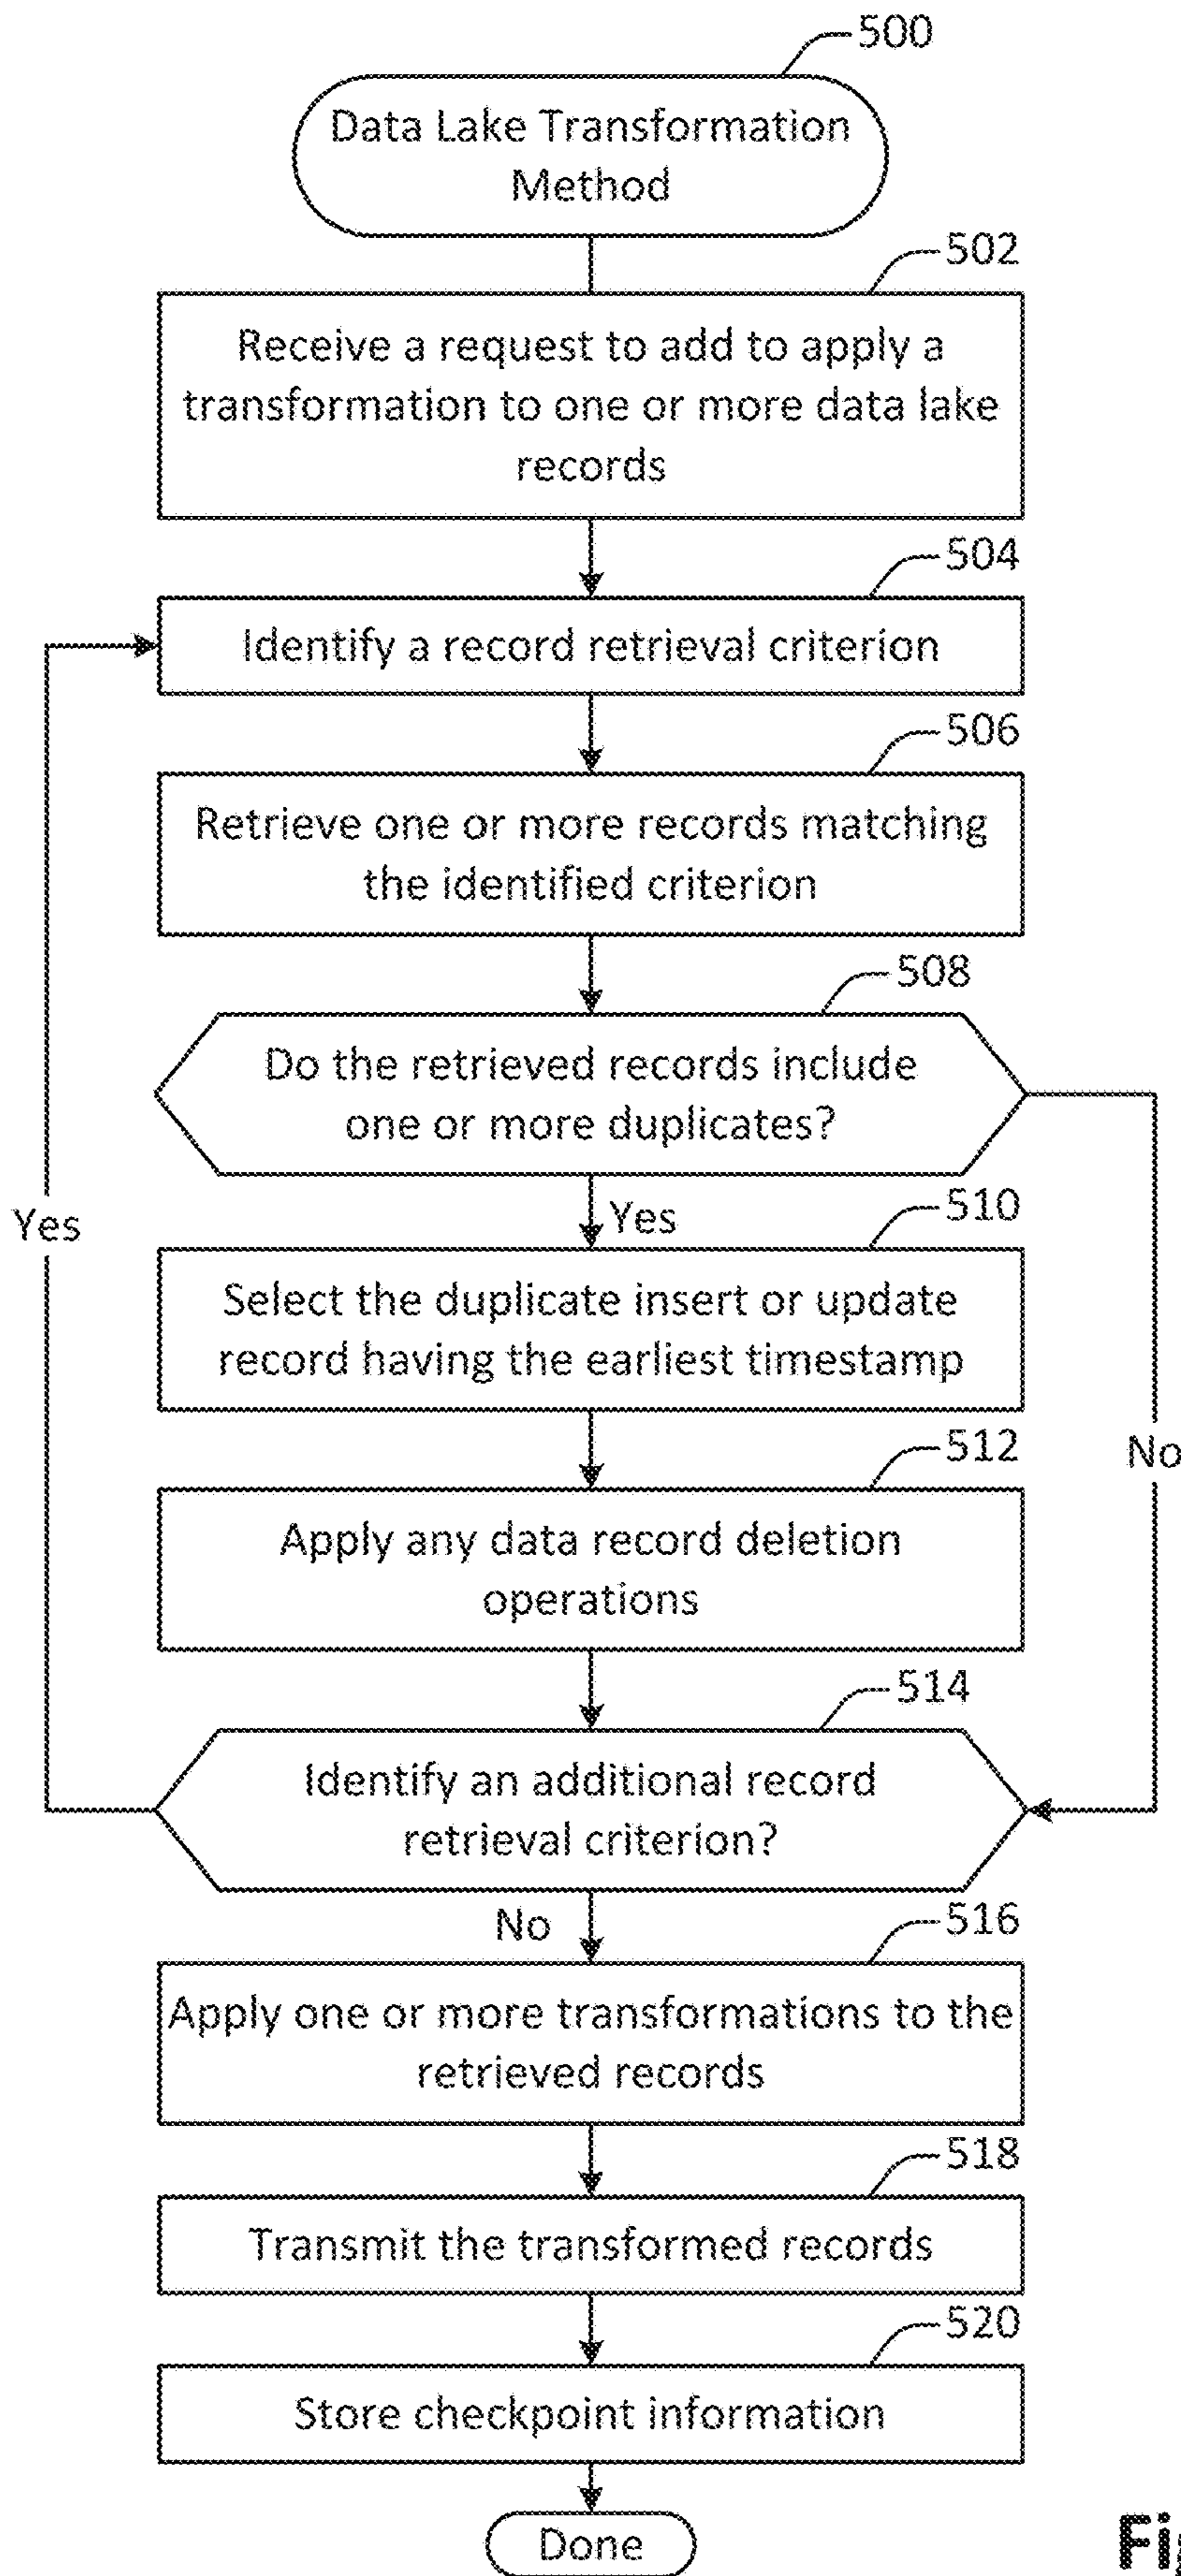 500
Data Lake Transformation
Method
502
Receive a request to add to apply a
transformation to one or more data lake
records
504
Identify a record retrieval criterion
506
Retrieve one or more records matching
the identified criterion
508
Do the retrieved records include
one or more duplicates?
Yes
Yes
510
Select the duplicate insert or update
record having the earliest timestamp
No
512
Apply any data record deletion
operations
514
Identify an additional record
retrieval criterion?
No
516
Apply one or more transformations to the
retrieved records
518
Transmit the transformed records
520
Store checkpoint information
Done